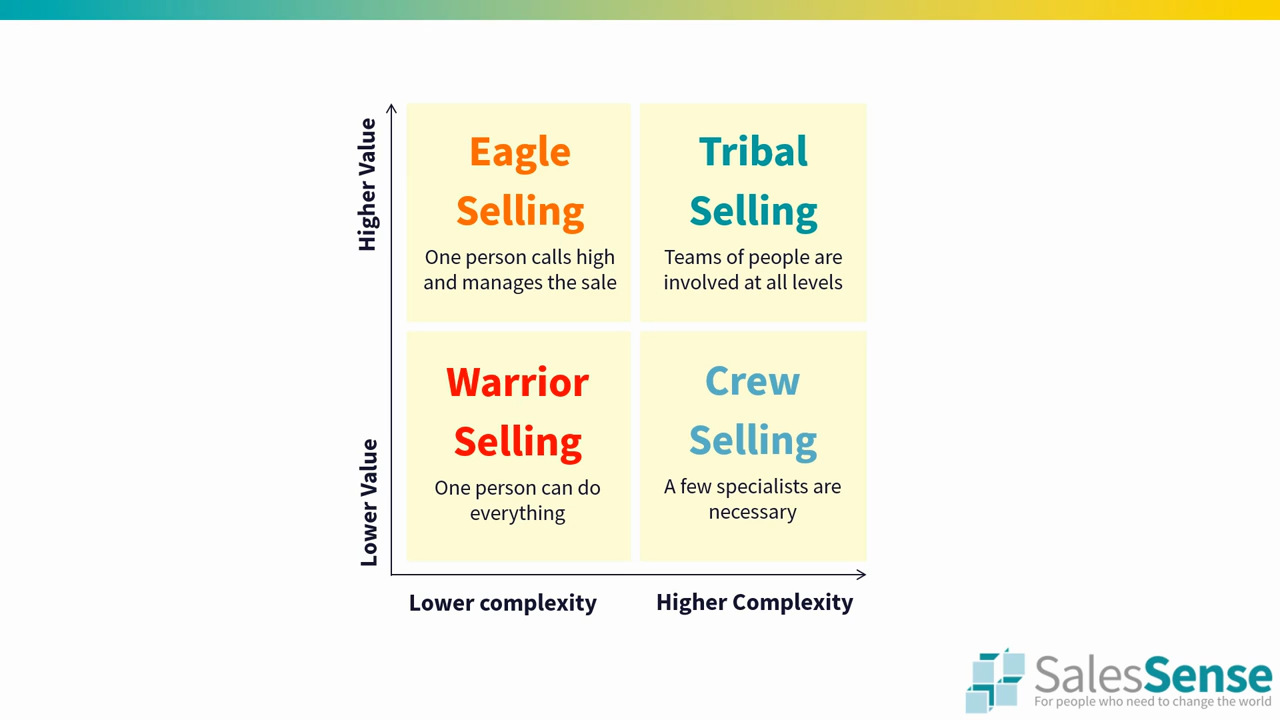 Higher Value
Eagle
Selling
One person calls high
and manages the sale
Tribal
Selling
Teams of people are
involved at all levels
Lower Value
Warrior
Selling
One person can do
everything
Crew
Selling
A few specialists are
necessary
Lower complexity
Higher Complexity
SalesSense
For people who need to change the world